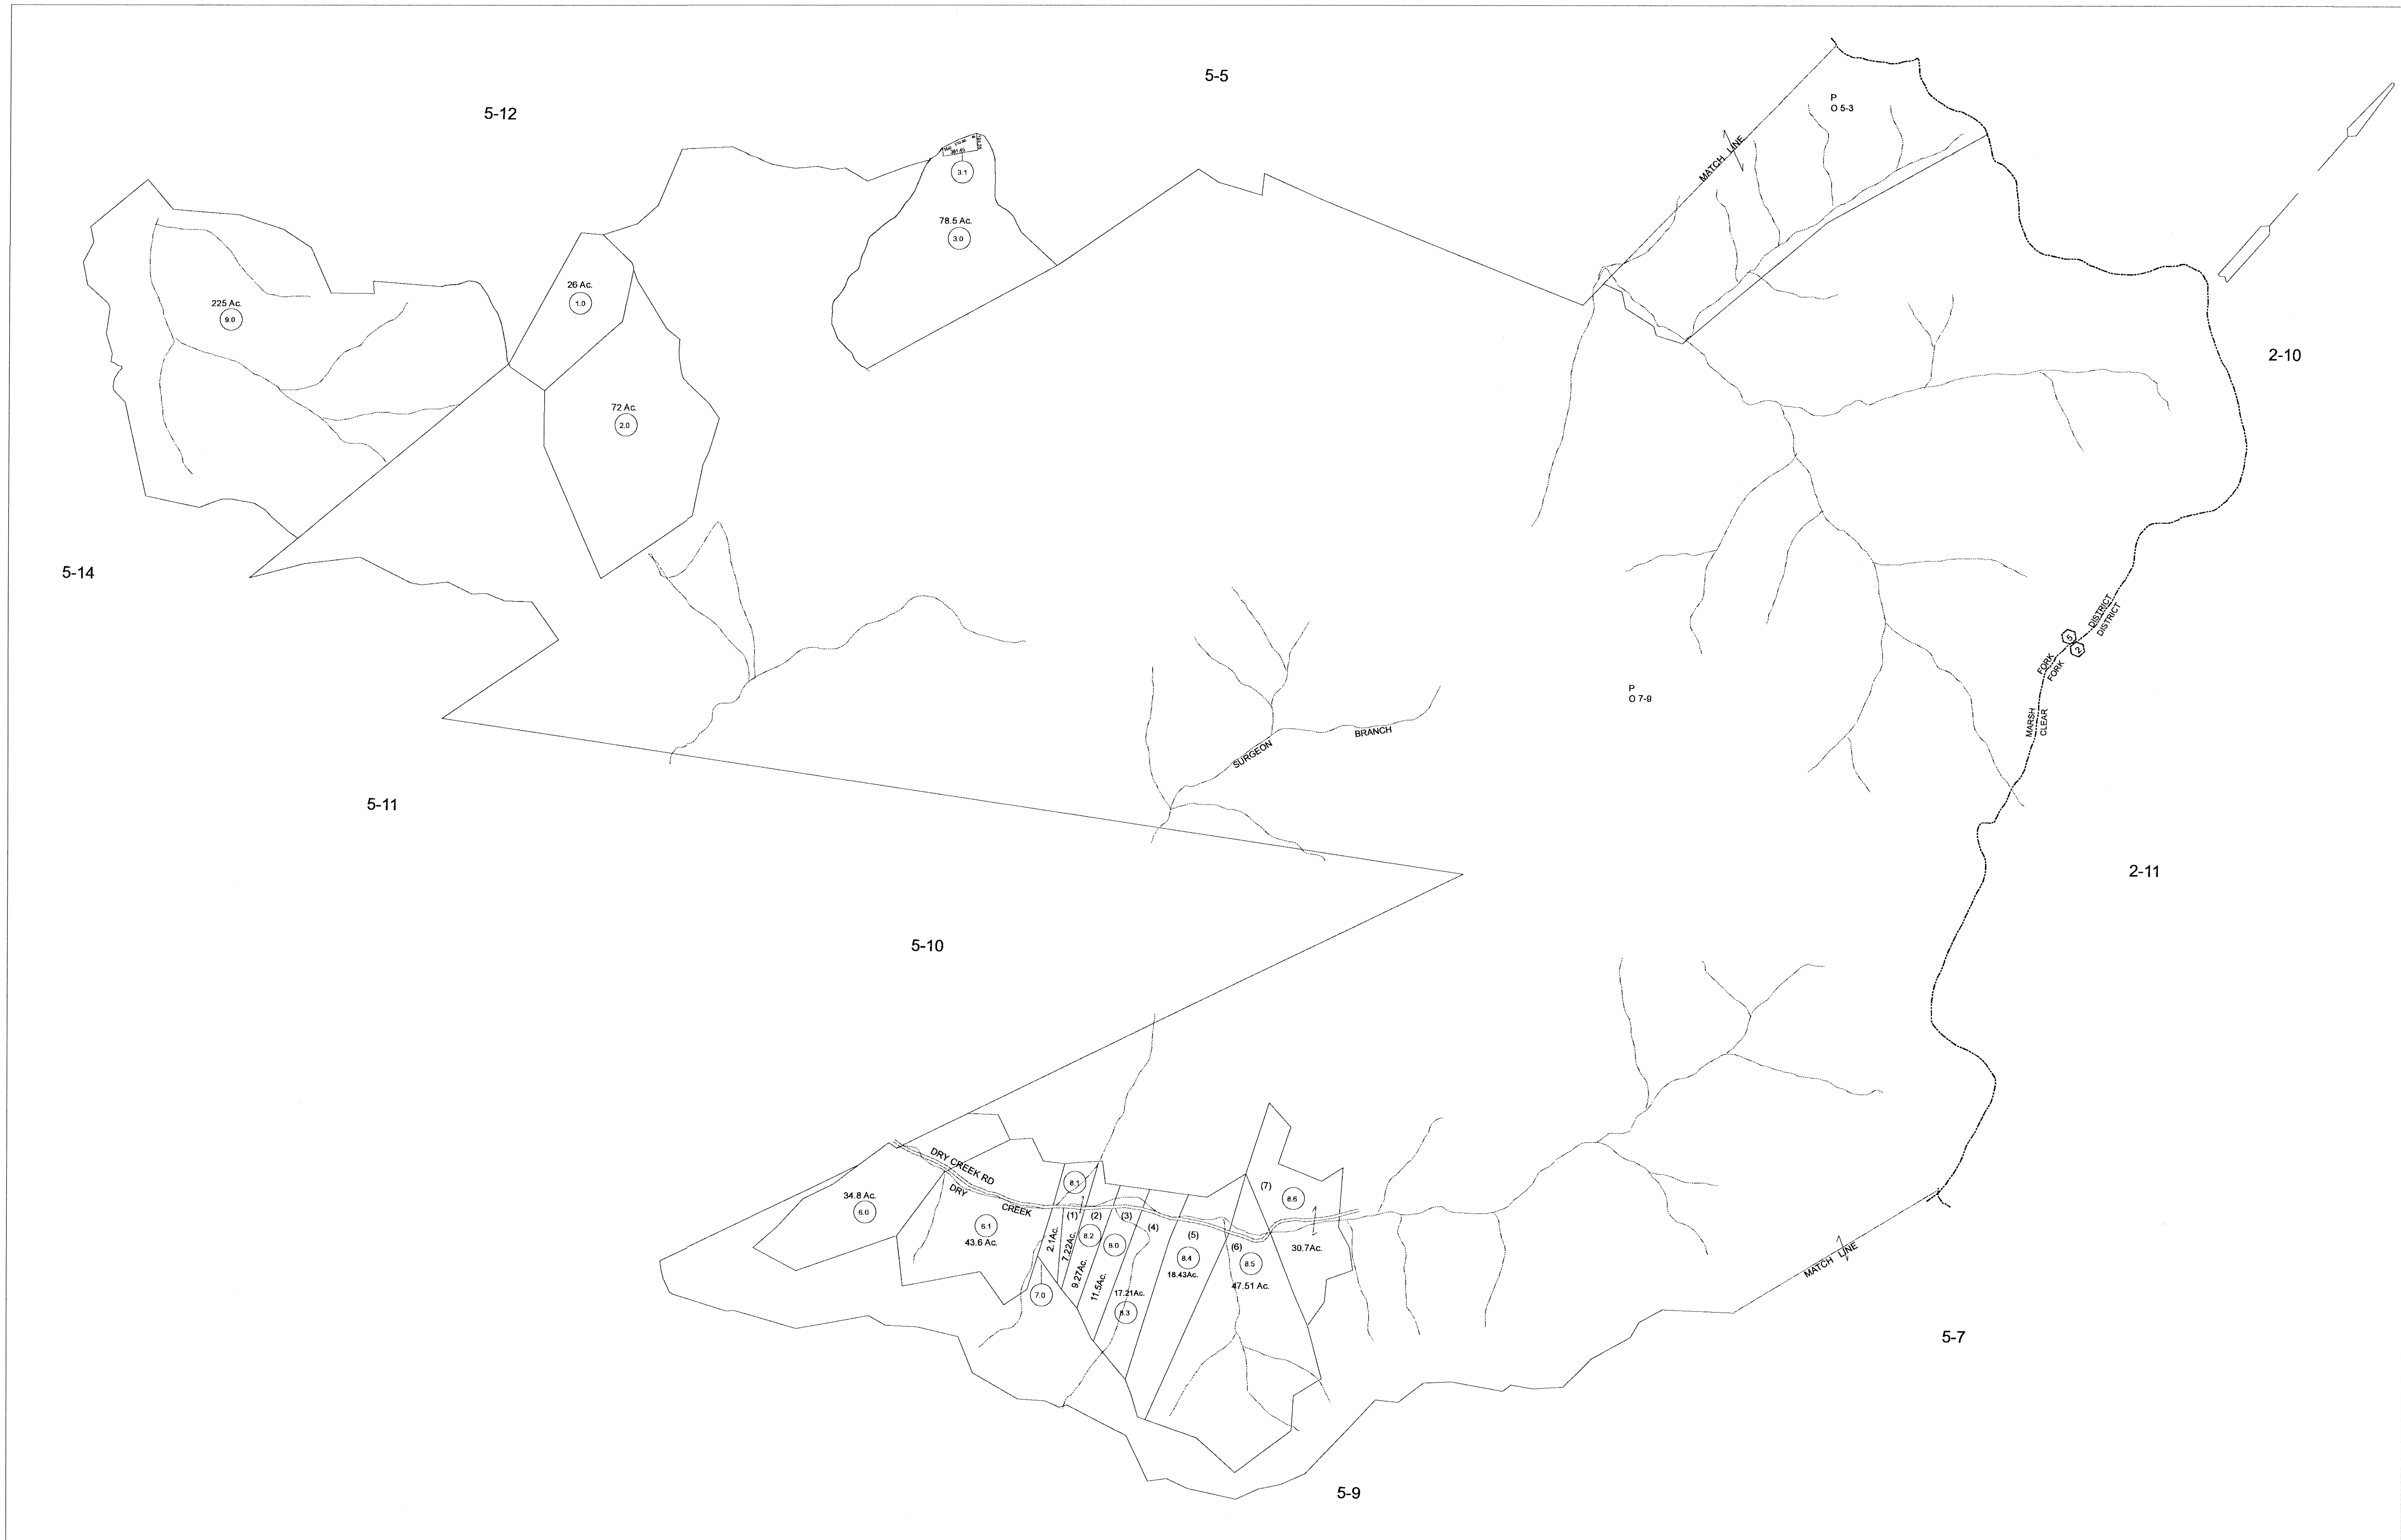 5-5
5-12
P
O 5-3
MATCH LINE
3.1
78.5 Ac.
3.0
26 Ac.
1.0
225 Ac.
9.0
2-10
72 Ac.
2.0
5-14
DISTRICT
DISTRICT
5
2
FORK
FORK
MARSH
CLEAR
P
O 7-9
SURGEON BRANCH
5-11
2-11
5-10
DRY CREEK RD
DRY CREEK
34.8 Ac.
6.0
6.1
43.6 Ac.
8.1
(1)
(2)
(3)
(4)
(5)
(6)
(7)
8.6
2.1Ac.
7.22Ac.
8.2
8.0
8.4
18.43Ac.
8.5
47.51 Ac.
30.7Ac.
9.27Ac.
11.5Ac.
17.21Ac.
8.3
7.0
MATCH LINE
5-7
5-9